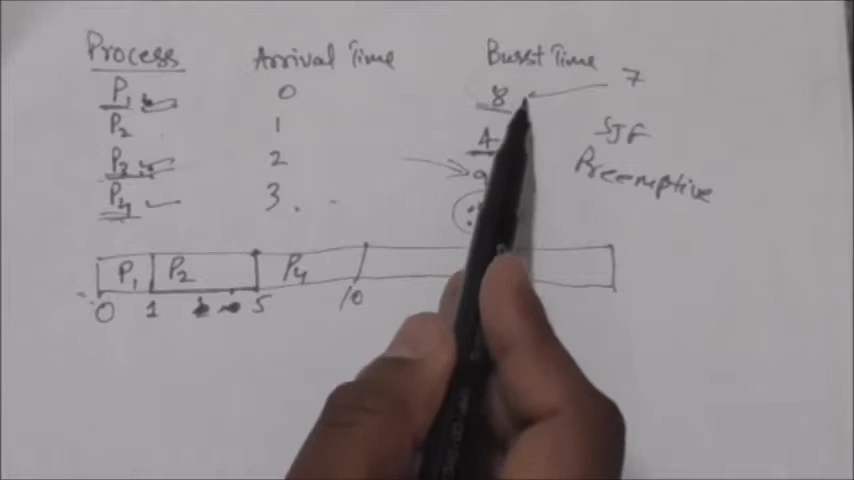 Process Arrival Time Burst Time
7
P1 0 8
P2 1 4 SJF
P3 2 9 Preemptive
P4 3
P1 P2 P4
0 1 5 10